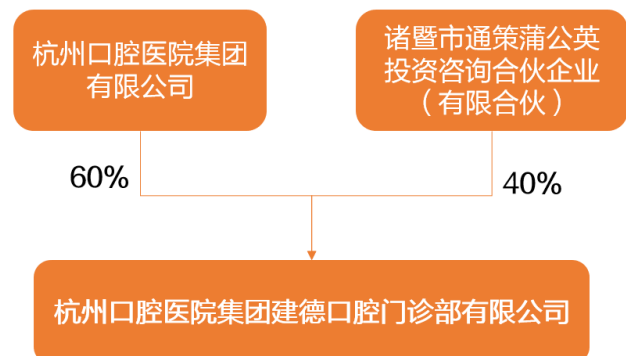 杭州口腔医院集团
有限公司
诸暨市通策蒲公英
投资咨询合伙企业
（有限合伙）
60%
40%
杭州口腔医院集团建德口腔门诊部有限公司